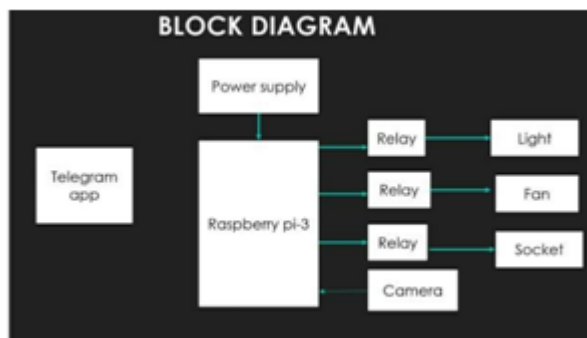 BLOCK DIAGRAM
Power supply
Telegram
app
Raspberry pi-3
Relay
Light
Relay
Fan
Relay
Socket
Camera